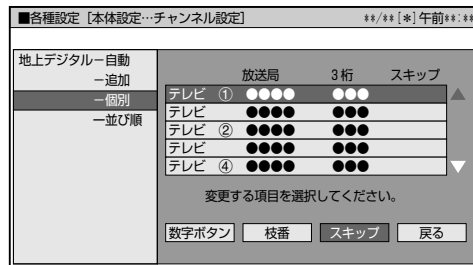 ■各種設定［本体設定…チャンネル設定］ **/**[*]午前**:**
地上デジタルー自動
ー追加
ー個別
ー並び順
放送局 3桁 スキップ
テレビ ① ●●●● ●●●
テレビ ●●●● ●●●
テレビ ② ●●●● ●●●
テレビ ●●●● ●●●
テレビ ④ ●●●● ●●●
変更する項目を選択してください。
数字ボタン 枝番 スキップ 戻る